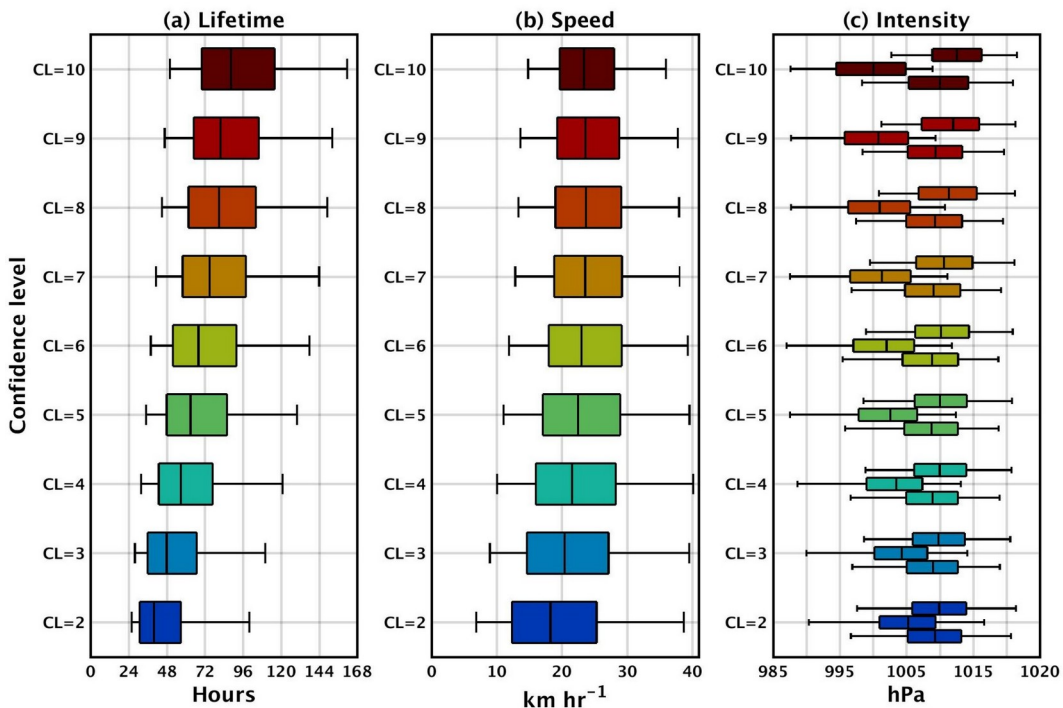 (a) Lifetime
(b) Speed
(c) Intensity
Confidence level
CL=10
CL=9
CL=8
CL=7
CL=6
CL=5
CL=4
CL=3
CL=2
0 24 48 72 96 120 144 168
Hours
CL=10
CL=9
CL=8
CL=7
CL=6
CL=5
CL=4
CL=3
CL=2
0 10 20 30 40
km hr⁻¹
CL=10
CL=9
CL=8
CL=7
CL=6
CL=5
CL=4
CL=3
CL=2
985 995 1005 1015 1020
hPa